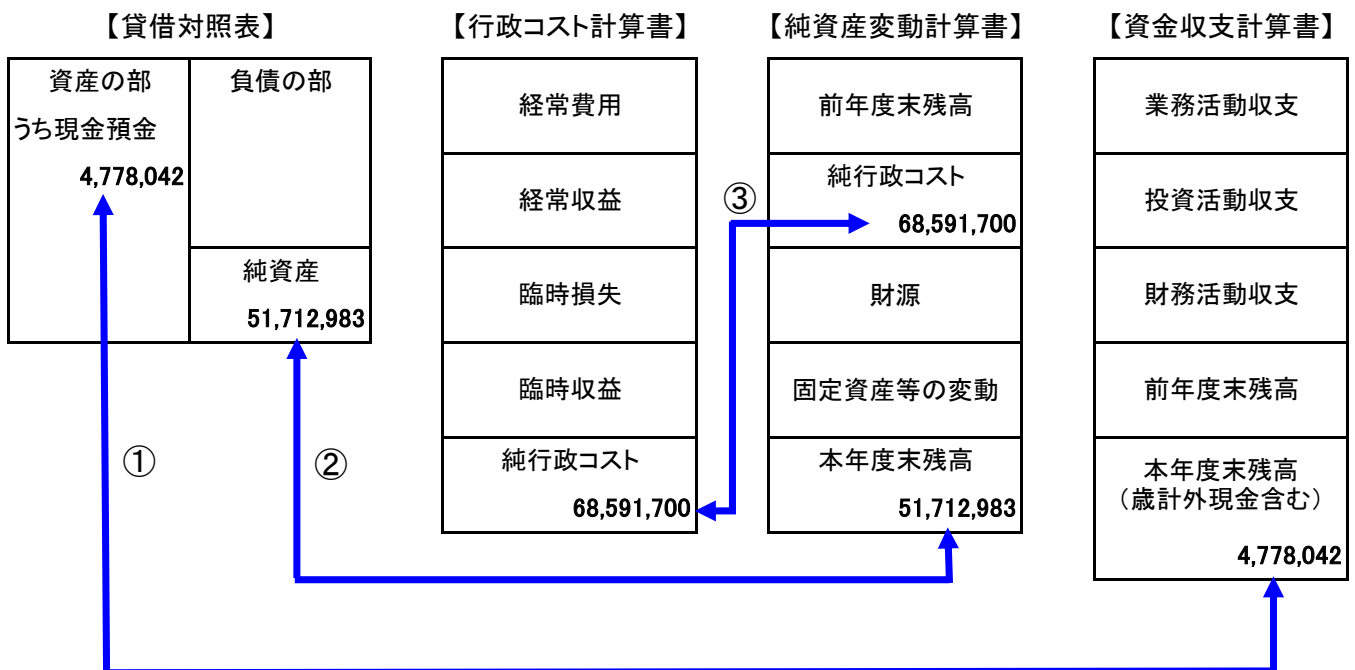 【貸借対照表】
資産の部
うち現金預金
4,778,042
負債の部
純資産
51,712,983
①
②
【行政コスト計算書】
経常費用
経常収益
臨時損失
臨時収益
純行政コスト
68,591,700
③
【純資産変動計算書】
前年度末残高
純行政コスト
68,591,700
財源
固定資産等の変動
本年度末残高
51,712,983
【資金収支計算書】
業務活動収支
投資活動収支
財務活動収支
前年度末残高
本年度末残高
（歳計外現金含む）
4,778,042